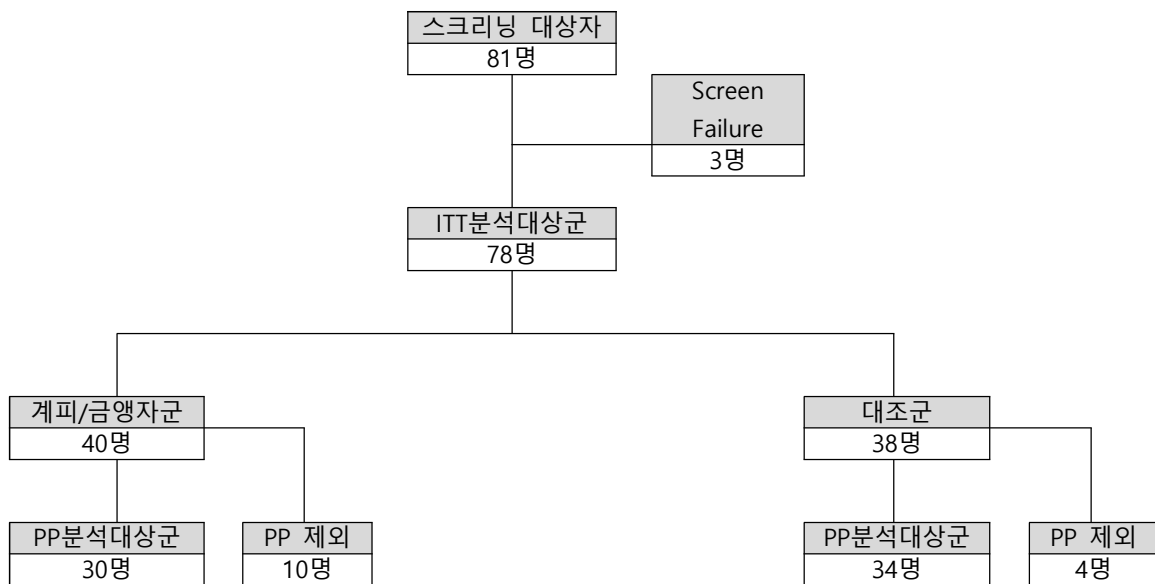 스크리닝 대상자
81명
Screen
Failure
3명
ITT분석대상군
78명
계피/금앵자군
40명
대조군
38명
PP분석대상군
30명
PP 제외
10명
PP분석대상군
34명
PP 제외
4명